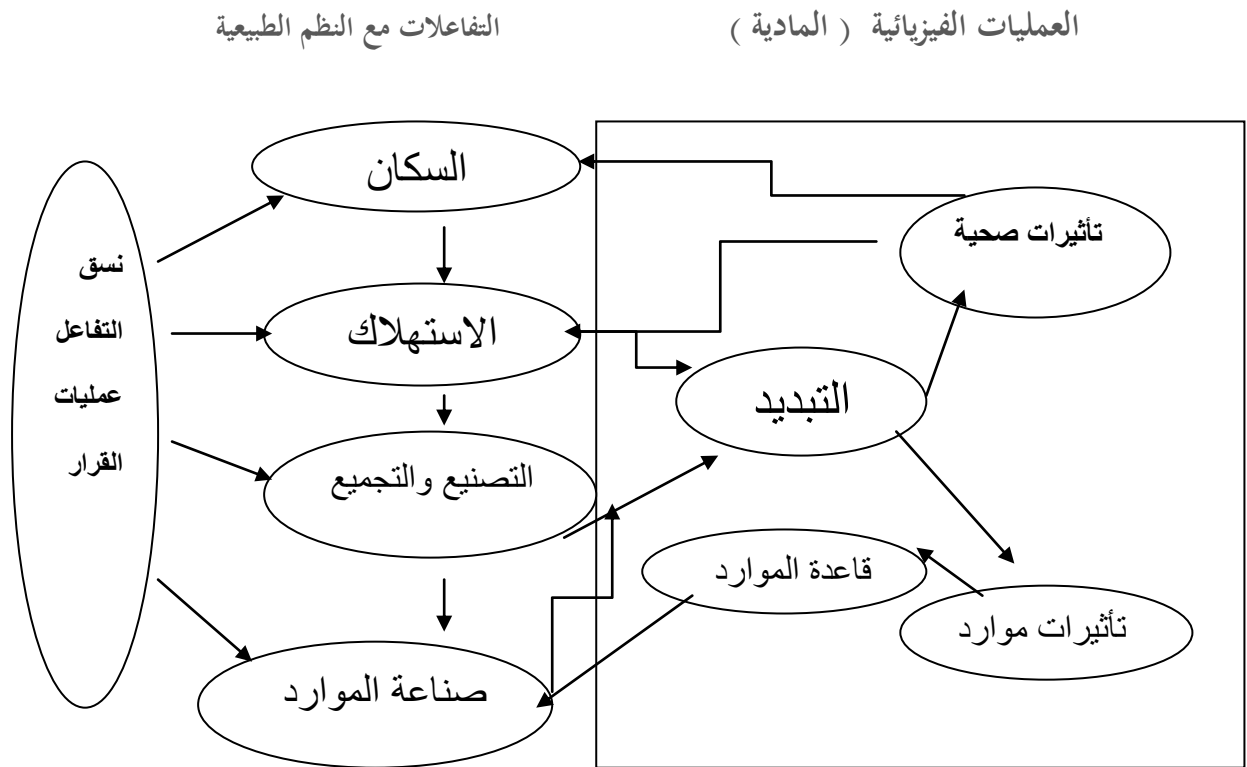 العمليات الفيزيائية ( المادية )
التفاعلات مع النظم الطبيعية
السكان
تأثيرات صحية
نسق
التفاعل
عمليات
القرار
الاستهلاك
التبديد
التصنيع والتجميع
قاعدة الموارد
تأثيرات موارد
صناعة الموارد